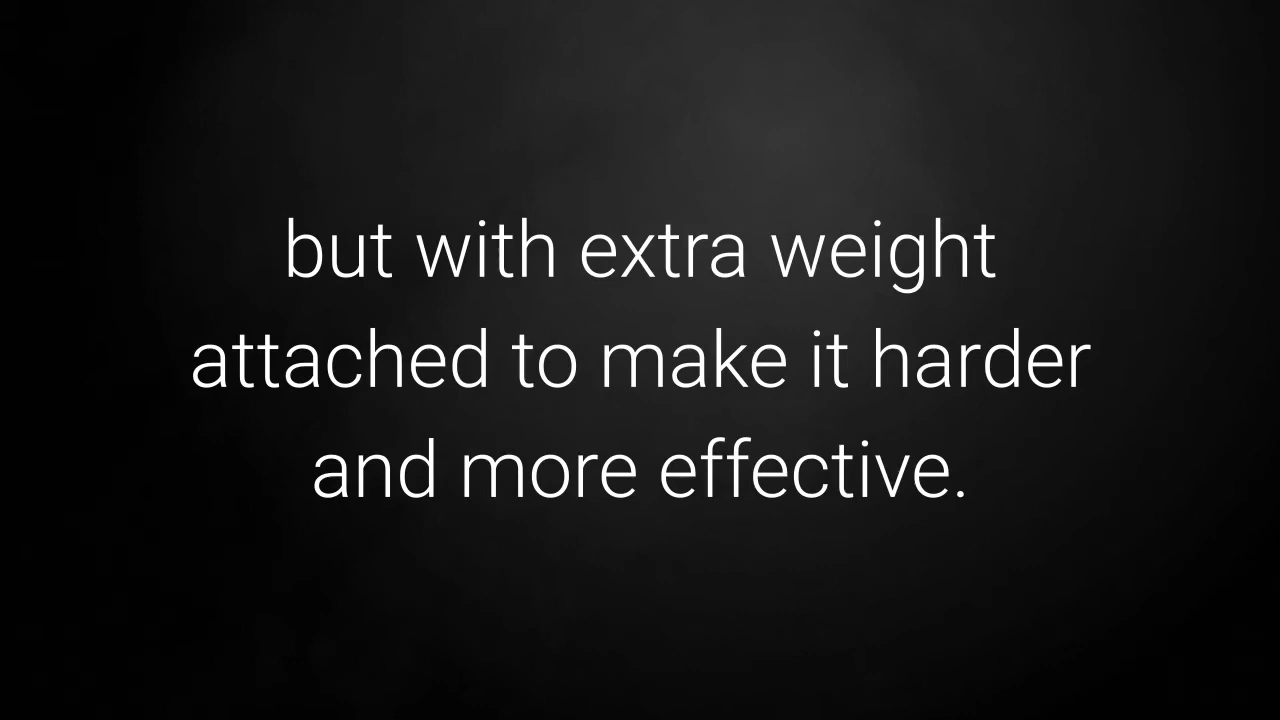 but with extra weight
attached to make it harder
and more effective.